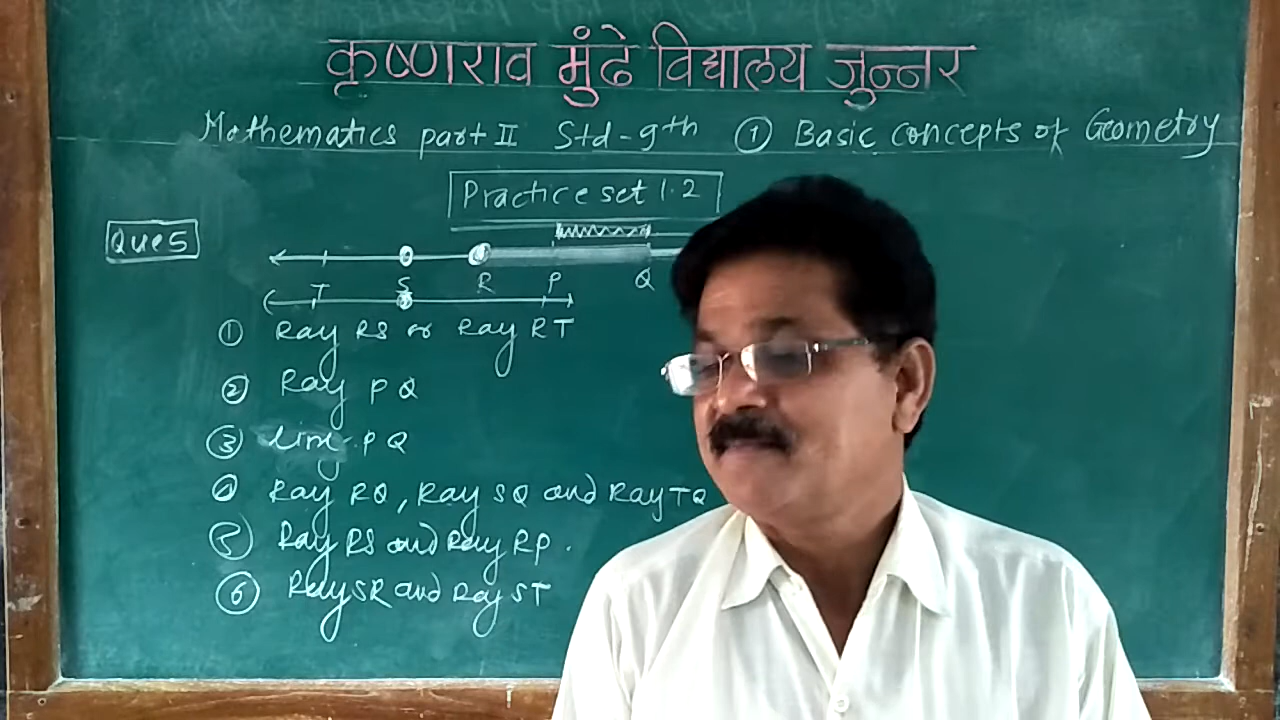 कृष्णराव मुंढे विद्यालय जुन्नर
Mathematics part II Std-9th ① Basic concepts of Geometry
Practice set 1.2
Que 5
T S R P Q
① Ray RS or Ray RT
② Ray PQ
③ line PQ
④ Ray RQ, Ray SQ and Ray TQ
5) Ray RS and Ray RP.
⑥ Ray SR and Ray ST